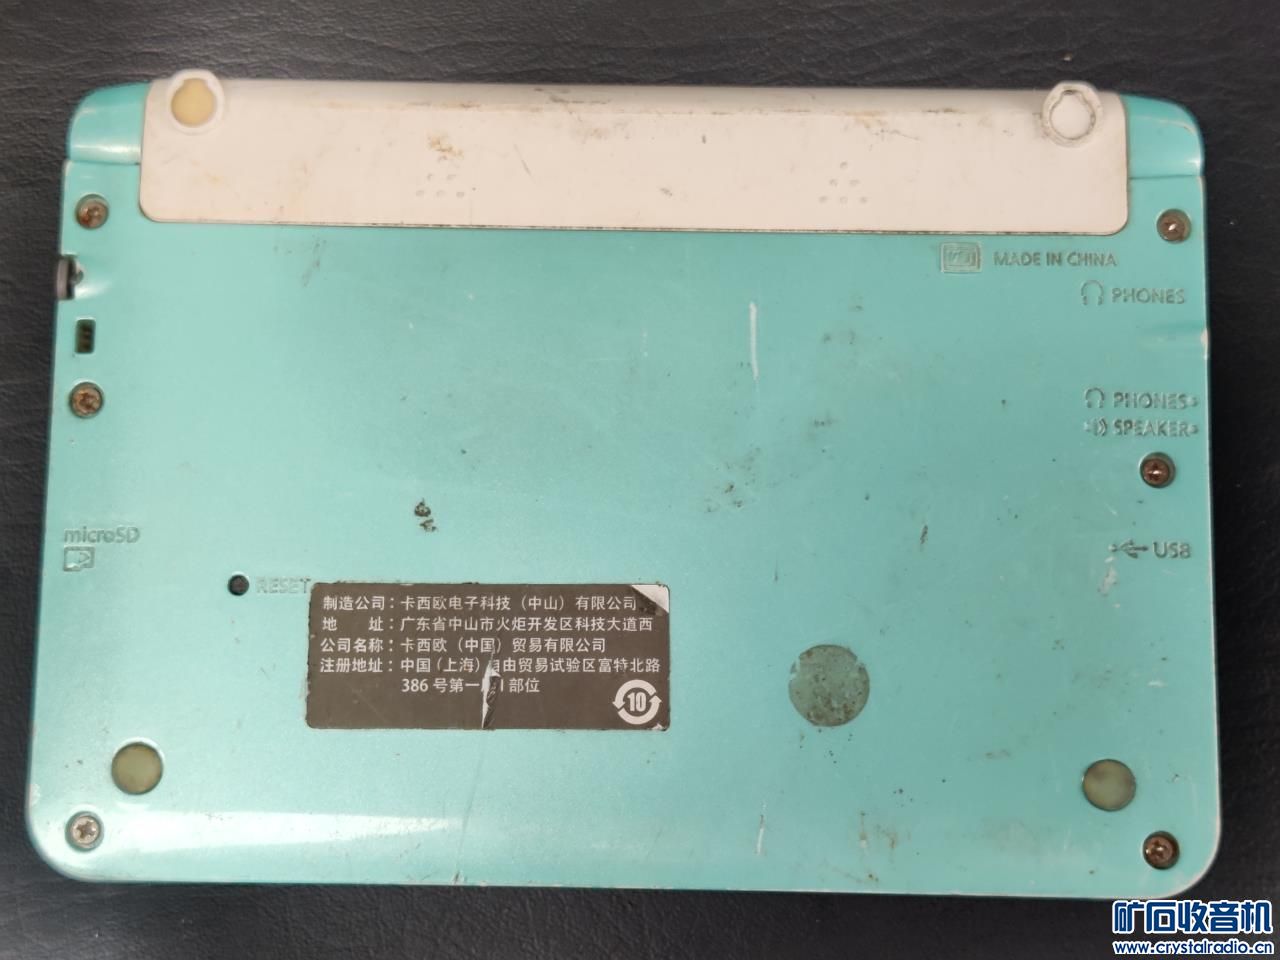 MADE IN CHINA
PHONES
PHONES
SPEAKER
microSD
USB
RESET
制造公司：卡西欧电子科技（中山）有限公司
地 址：广东省中山市火炬开发区科技大道西
公司名称：卡西欧（中国）贸易有限公司
注册地址：中国（上海）自由贸易试验区富特北路
386 号第一 部位
10
矿石收音机
www.crystalradio.cn